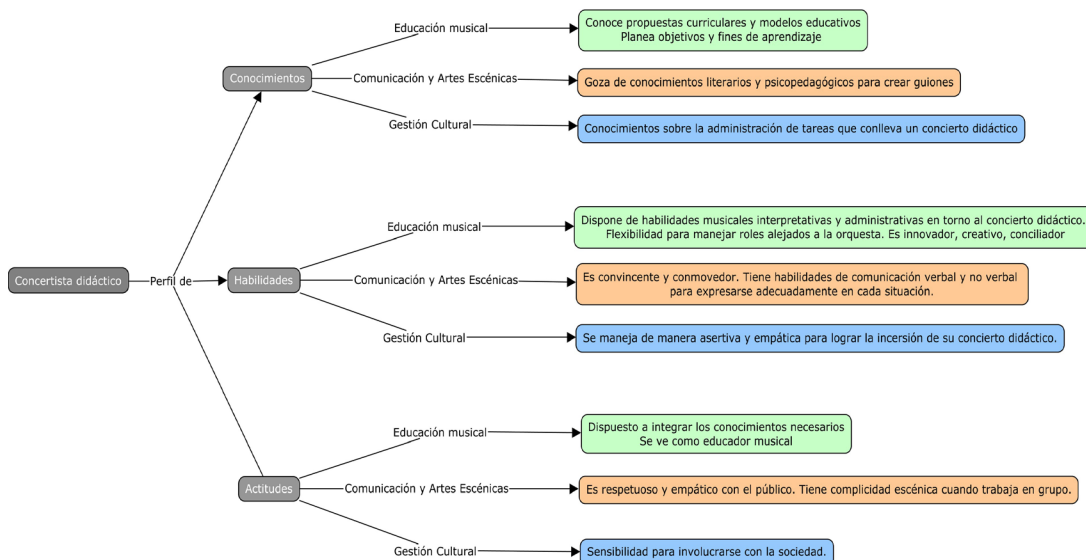 Educación musical
Conoce propuestas curriculares y modelos educativos
Planea objetivos y fines de aprendizaje
Conocimientos
Comunicación y Artes Escénicas
Goza de conocimientos literarios y psicopedagógicos para crear guiones
Gestión Cultural
Conocimientos sobre la administración de tareas que conlleva un concierto didáctico
Concertista didáctico
Perfil de
Educación musical
Dispone de habilidades musicales interpretativas y administrativas en torno al concierto didáctico.
Flexibilidad para manejar roles alejados a la orquesta. Es innovador, creativo, conciliador
Habilidades
Comunicación y Artes Escénicas
Es convincente y conmovedor. Tiene habilidades de comunicación verbal y no verbal
para expresarse adecuadamente en cada situación.
Gestión Cultural
Se maneja de manera asertiva y empática para lograr la incersión de su concierto didáctico.
Educación musical
Dispuesto a integrar los conocimientos necesarios
Se ve como educador musical
Actitudes
Comunicación y Artes Escénicas
Es respetuoso y empático con el público. Tiene complicidad escénica cuando trabaja en grupo.
Gestión Cultural
Sensibilidad para involucrarse con la sociedad.